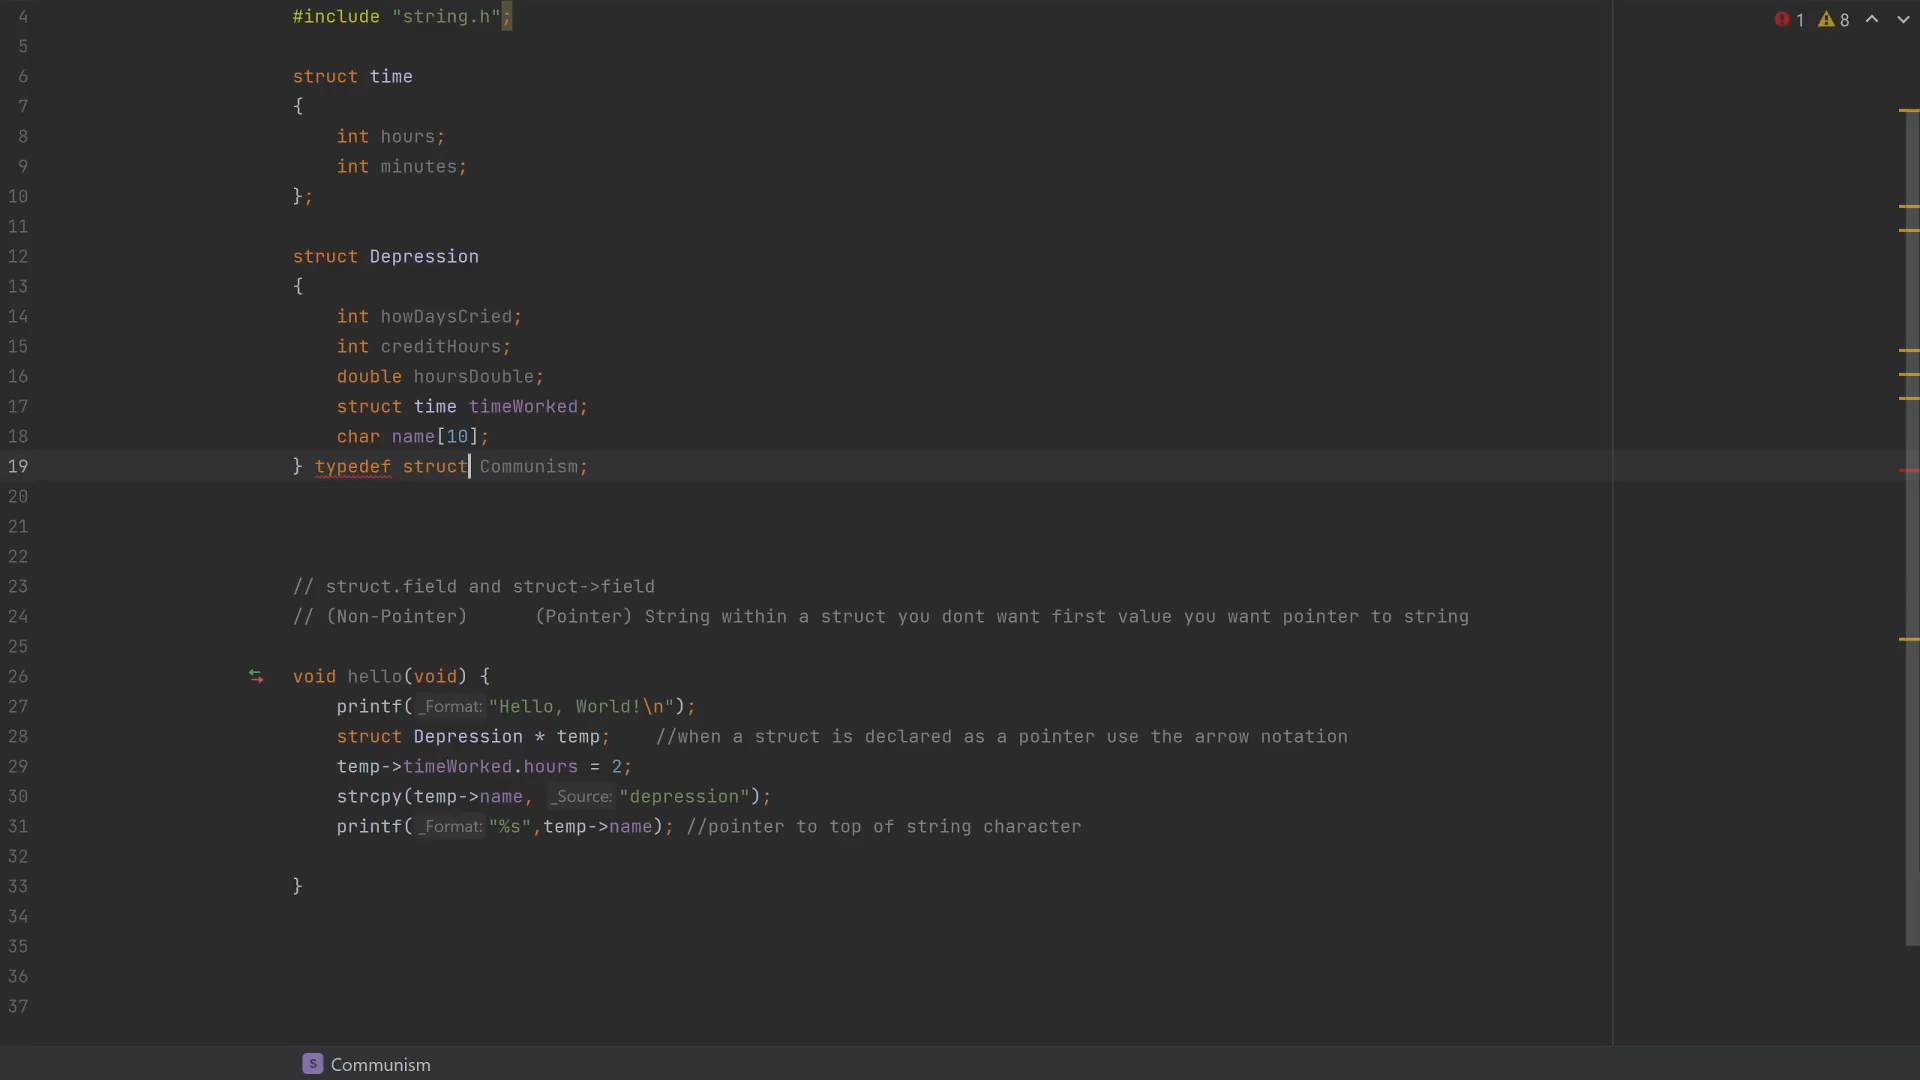 4 #include "string.h";
1 8
5
6 struct time
7 {
8 int hours;
9 int minutes;
10 };
11
12 struct Depression
13 {
14 int howDaysCried;
15 int creditHours;
16 double hoursDouble;
17 struct time timeWorked;
18 char name[10];
19 } typedef struct Communism;
20
21
22
23 // struct.field and struct->field
24 // (Non-Pointer) (Pointer) String within a struct you dont want first value you want pointer to string
25
26 void hello(void) {
27 printf( _Format: "Hello, World!\n");
28 struct Depression * temp; //when a struct is declared as a pointer use the arrow notation
29 temp->timeWorked.hours = 2;
30 strcpy(temp->name, _Source: "depression");
31 printf( _Format: "%s",temp->name); //pointer to top of string character
32
33 }
34
35
36
37
S Communism